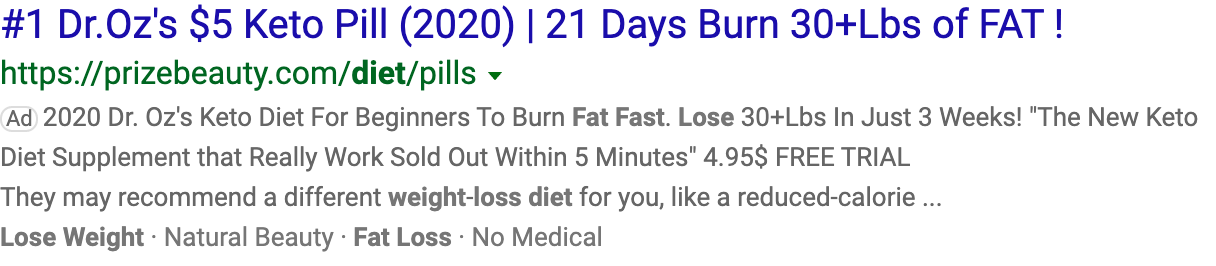 #1 Dr.Oz's $5 Keto Pill (2020) | 21 Days Burn 30+Lbs of FAT !
https://prizebeauty.com/diet/pills
Ad 2020 Dr. Oz's Keto Diet For Beginners To Burn Fat Fast. Lose 30+Lbs In Just 3 Weeks! "The New Keto
Diet Supplement that Really Work Sold Out Within 5 Minutes" 4.95$ FREE TRIAL
They may recommend a different weight-loss diet for you, like a reduced-calorie ...
Lose Weight · Natural Beauty · Fat Loss · No Medical